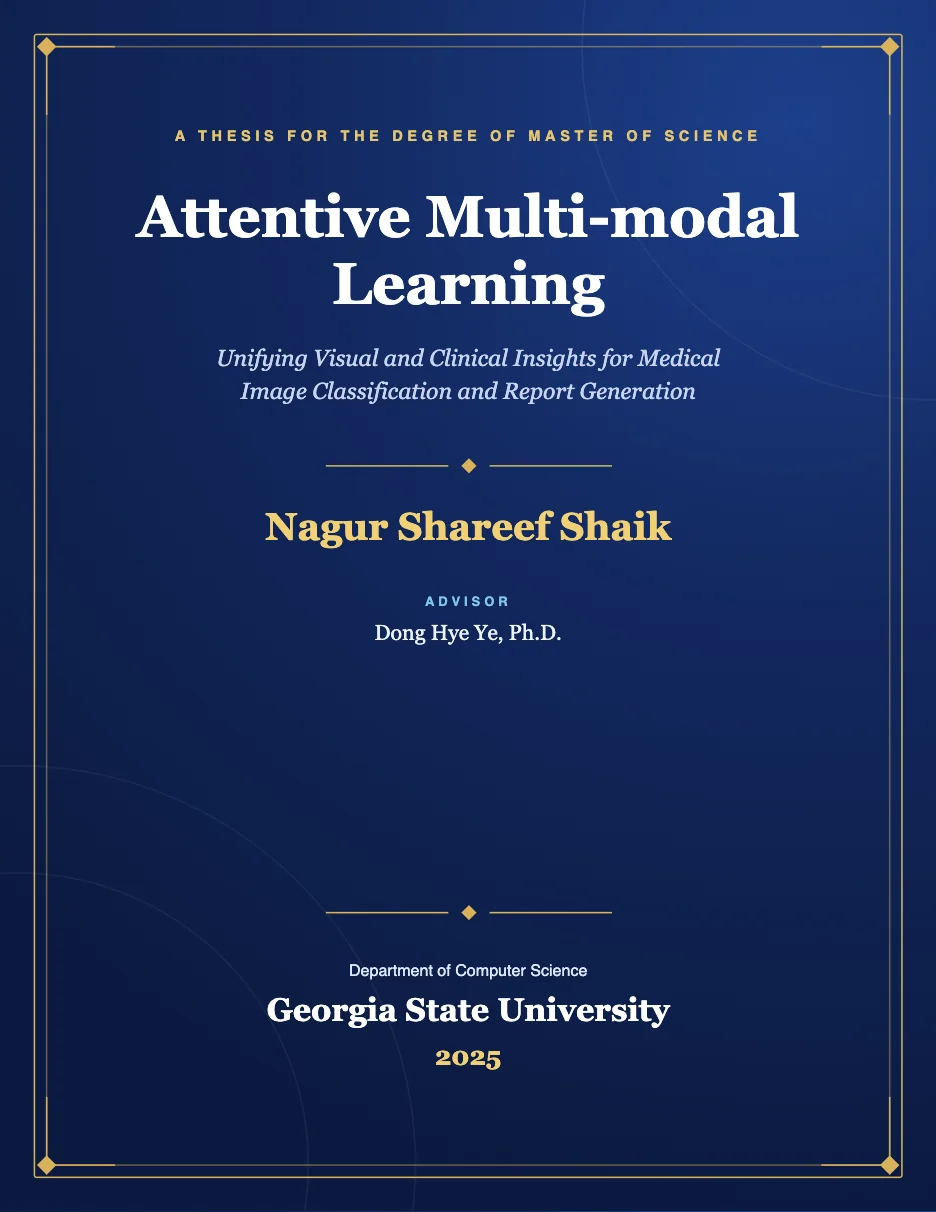 A THESIS FOR THE DEGREE OF MASTER OF SCIENCE
Attentive Multi-modal
Learning
Unifying Visual and Clinical Insights for Medical
Image Classification and Report Generation
Nagur Shareef Shaik
ADVISOR
Dong Hye Ye, Ph.D.
Department of Computer Science
Georgia State University
2025